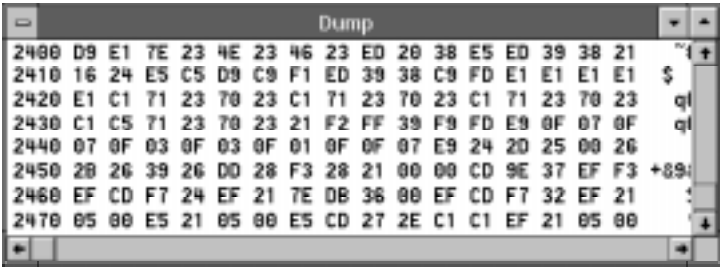 Dump
2400 D9 E1 7E 23 4E 23 46 23 ED 20 38 E5 ED 39 38 21
2410 16 24 E5 C5 D9 C9 F1 ED 39 38 C9 FD E1 E1 E1 E1 $
2420 E1 C1 71 23 70 23 C1 71 23 70 23 C1 71 23 70 23
2430 C1 C5 71 23 70 23 21 F2 FF 39 F9 FD E9 0F 07 0F
2440 07 0F 03 0F 03 0F 01 0F 0F 07 E9 24 2D 25 00 26
2450 2B 26 39 26 DD 28 F3 28 21 00 00 CD 9E 37 EF F3 +&9&
2460 EF CD F7 24 EF 21 7E DB 36 00 EF CD F7 32 EF 21
2470 05 00 E5 21 05 00 E5 CD 27 2E C1 C1 EF 21 05 00